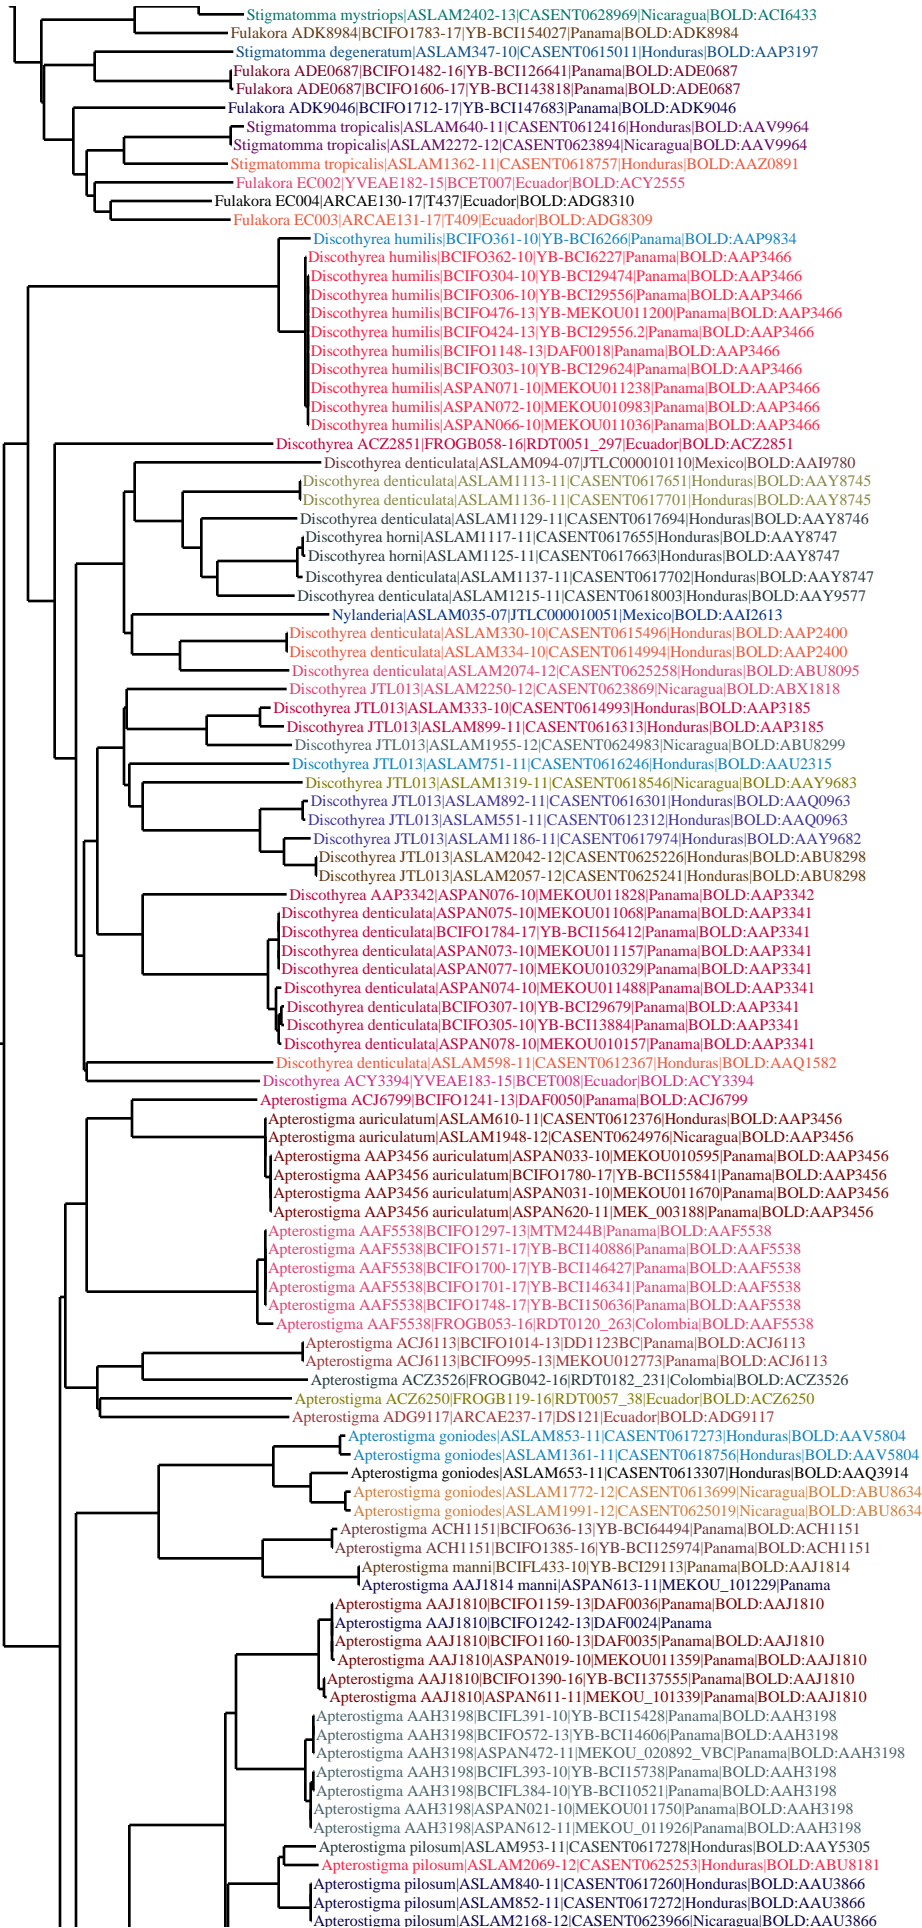 Stigmatomma mystriops|ASLAM2402-13|CASENT0628969|Nicaragua|BOLD:ACI6433
Fulakora ADK8984|BCIFO1783-17|YB-BCI154027|Panama|BOLD:ADK8984
Stigmatomma degeneratum|ASLAM347-10|CASENT0615011|Honduras|BOLD:AAP3197
Fulakora ADE0687|BCIFO1482-16|YB-BCI126641|Panama|BOLD:ADE0687
Fulakora ADE0687|BCIFO1606-17|YB-BCI143818|Panama|BOLD:ADE0687
Fulakora ADK9046|BCIFO1712-17|YB-BCI147683|Panama|BOLD:ADK9046
Stigmatomma tropicalis|ASLAM640-11|CASENT0612416|Honduras|BOLD:AAV9964
Stigmatomma tropicalis|ASLAM2272-12|CASENT0623894|Nicaragua|BOLD:AAV9964
Stigmatomma tropicalis|ASLAM1362-11|CASENT0618757|Honduras|BOLD:AAZ0891
Fulakora EC002|YVEAE182-15|BCET007|Ecuador|BOLD:ACY2555
Fulakora EC004|ARCAE130-17|T437|Ecuador|BOLD:ADG8310
Fulakora EC003|ARCAE131-17|T409|Ecuador|BOLD:ADG8309
Discothyrea humilis|BCIFO361-10|YB-BCI6266|Panama|BOLD:AAP9834
Discothyrea humilis|BCIFO362-10|YB-BCI6227|Panama|BOLD:AAP3466
Discothyrea humilis|BCIFO304-10|YB-BCI29474|Panama|BOLD:AAP3466
Discothyrea humilis|BCIFO306-10|YB-BCI29556|Panama|BOLD:AAP3466
Discothyrea humilis|BCIFO476-13|YB-MEKOU011200|Panama|BOLD:AAP3466
Discothyrea humilis|BCIFO424-13|YB-BCI29556.2|Panama|BOLD:AAP3466
Discothyrea humilis|BCIFO1148-13|DAF0018|Panama|BOLD:AAP3466
Discothyrea humilis|BCIFO303-10|YB-BCI29624|Panama|BOLD:AAP3466
Discothyrea humilis|ASPAN071-10|MEKOU011238|Panama|BOLD:AAP3466
Discothyrea humilis|ASPAN072-10|MEKOU010983|Panama|BOLD:AAP3466
Discothyrea humilis|ASPAN066-10|MEKOU011036|Panama|BOLD:AAP3466
Discothyrea ACZ2851|FROGB058-16|RDT0051_297|Ecuador|BOLD:ACZ2851
Discothyrea denticulata|ASLAM094-07|JTLC000010110|Mexico|BOLD:AAI9780
Discothyrea denticulata|ASLAM1113-11|CASENT0617651|Honduras|BOLD:AAY8745
Discothyrea denticulata|ASLAM1136-11|CASENT0617701|Honduras|BOLD:AAY8745
Discothyrea denticulata|ASLAM1129-11|CASENT0617694|Honduras|BOLD:AAY8746
Discothyrea horni|ASLAM1117-11|CASENT0617655|Honduras|BOLD:AAY8747
Discothyrea horni|ASLAM1125-11|CASENT0617663|Honduras|BOLD:AAY8747
Discothyrea denticulata|ASLAM1137-11|CASENT0617702|Honduras|BOLD:AAY8747
Discothyrea denticulata|ASLAM1215-11|CASENT0618003|Honduras|BOLD:AAY9577
Nylanderia|ASLAM035-07|JTLC000010051|Mexico|BOLD:AAI2613
Discothyrea denticulata|ASLAM330-10|CASENT0615496|Honduras|BOLD:AAP2400
Discothyrea denticulata|ASLAM334-10|CASENT0614994|Honduras|BOLD:AAP2400
Discothyrea denticulata|ASLAM2074-12|CASENT0625258|Honduras|BOLD:ABU8095
Discothyrea JTL013|ASLAM2250-12|CASENT0623869|Nicaragua|BOLD:ABX1818
Discothyrea JTL013|ASLAM333-10|CASENT0614993|Honduras|BOLD:AAP3185
Discothyrea JTL013|ASLAM899-11|CASENT0616313|Honduras|BOLD:AAP3185
Discothyrea JTL013|ASLAM1955-12|CASENT0624983|Nicaragua|BOLD:ABU8299
Discothyrea JTL013|ASLAM751-11|CASENT0616246|Honduras|BOLD:AAU2315
Discothyrea JTL013|ASLAM1319-11|CASENT0618546|Nicaragua|BOLD:AAY9683
Discothyrea JTL013|ASLAM892-11|CASENT0616301|Honduras|BOLD:AAQ0963
Discothyrea JTL013|ASLAM551-11|CASENT0612312|Honduras|BOLD:AAQ0963
Discothyrea JTL013|ASLAM1186-11|CASENT0617974|Honduras|BOLD:AAY9682
Discothyrea JTL013|ASLAM2042-12|CASENT0625226|Honduras|BOLD:ABU8298
Discothyrea JTL013|ASLAM2057-12|CASENT0625241|Honduras|BOLD:ABU8298
Discothyrea AAP3342|ASPAN076-10|MEKOU011828|Panama|BOLD:AAP3342
Discothyrea denticulata|ASPAN075-10|MEKOU011068|Panama|BOLD:AAP3341
Discothyrea denticulata|BCIFO1784-17|YB-BCI156412|Panama|BOLD:AAP3341
Discothyrea denticulata|ASPAN073-10|MEKOU011157|Panama|BOLD:AAP3341
Discothyrea denticulata|ASPAN077-10|MEKOU010329|Panama|BOLD:AAP3341
Discothyrea denticulata|ASPAN074-10|MEKOU011488|Panama|BOLD:AAP3341
Discothyrea denticulata|BCIFO307-10|YB-BCI29679|Panama|BOLD:AAP3341
Discothyrea denticulata|BCIFO305-10|YB-BCI13884|Panama|BOLD:AAP3341
Discothyrea denticulata|ASPAN078-10|MEKOU010157|Panama|BOLD:AAP3341
Discothyrea denticulata|ASLAM598-11|CASENT0612367|Honduras|BOLD:AAQ1582
Discothyrea ACY3394|YVEAE183-15|BCET008|Ecuador|BOLD:ACY3394
Apterostigma ACJ6799|BCIFO1241-13|DAF0050|Panama|BOLD:ACJ6799
Apterostigma auriculatum|ASLAM610-11|CASENT0612376|Honduras|BOLD:AAP3456
Apterostigma auriculatum|ASLAM1948-12|CASENT0624976|Nicaragua|BOLD:AAP3456
Apterostigma AAP3456 auriculatum|ASPAN033-10|MEKOU010595|Panama|BOLD:AAP3456
Apterostigma AAP3456 auriculatum|BCIFO1780-17|YB-BCI155841|Panama|BOLD:AAP3456
Apterostigma AAP3456 auriculatum|ASPAN031-10|MEKOU011670|Panama|BOLD:AAP3456
Apterostigma AAP3456 auriculatum|ASPAN620-11|MEK_003188|Panama|BOLD:AAP3456
Apterostigma AAF5538|BCIFO1297-13|MTM244B|Panama|BOLD:AAF5538
Apterostigma AAF5538|BCIFO1571-17|YB-BCI140886|Panama|BOLD:AAF5538
Apterostigma AAF5538|BCIFO1700-17|YB-BCI146427|Panama|BOLD:AAF5538
Apterostigma AAF5538|BCIFO1701-17|YB-BCI146341|Panama|BOLD:AAF5538
Apterostigma AAF5538|BCIFO1748-17|YB-BCI150636|Panama|BOLD:AAF5538
Apterostigma AAF5538|FROGB053-16|RDT0120_263|Colombia|BOLD:AAF5538
Apterostigma ACJ6113|BCIFO1014-13|DD1123BC|Panama|BOLD:ACJ6113
Apterostigma ACJ6113|BCIFO995-13|MEKOU012773|Panama|BOLD:ACJ6113
Apterostigma ACZ3526|FROGB042-16|RDT0182_231|Colombia|BOLD:ACZ3526
Apterostigma ACZ6250|FROGB119-16|RDT0057_38|Ecuador|BOLD:ACZ6250
Apterostigma ADG9117|ARCAE237-17|DS121|Ecuador|BOLD:ADG9117
Apterostigma goniodes|ASLAM853-11|CASENT0617273|Honduras|BOLD:AAV5804
Apterostigma goniodes|ASLAM1361-11|CASENT0618756|Honduras|BOLD:AAV5804
Apterostigma goniodes|ASLAM653-11|CASENT0613307|Honduras|BOLD:AAQ3914
Apterostigma goniodes|ASLAM1772-12|CASENT0613699|Nicaragua|BOLD:ABU8634
Apterostigma goniodes|ASLAM1991-12|CASENT0625019|Nicaragua|BOLD:ABU8634
Apterostigma ACH1151|BCIFO636-13|YB-BCI64494|Panama|BOLD:ACH1151
Apterostigma ACH1151|BCIFO1385-16|YB-BCI125974|Panama|BOLD:ACH1151
Apterostigma manni|BCIFL433-10|YB-BCI29113|Panama|BOLD:AAJ1814
Apterostigma AAJ1814 manni|ASPAN613-11|MEKOU_101229|Panama
Apterostigma AAJ1810|BCIFO1159-13|DAF0036|Panama|BOLD:AAJ1810
Apterostigma AAJ1810|BCIFO1242-13|DAF0024|Panama
Apterostigma AAJ1810|BCIFO1160-13|DAF0035|Panama|BOLD:AAJ1810
Apterostigma AAJ1810|ASPAN019-10|MEKOU011359|Panama|BOLD:AAJ1810
Apterostigma AAJ1810|BCIFO1390-16|YB-BCI137555|Panama|BOLD:AAJ1810
Apterostigma AAJ1810|ASPAN611-11|MEKOU_101339|Panama|BOLD:AAJ1810
Apterostigma AAH3198|BCIFL391-10|YB-BCI15428|Panama|BOLD:AAH3198
Apterostigma AAH3198|BCIFO572-13|YB-BCI14606|Panama|BOLD:AAH3198
Apterostigma AAH3198|ASPAN472-11|MEKOU_020892_VBC|Panama|BOLD:AAH3198
Apterostigma AAH3198|BCIFL393-10|YB-BCI15738|Panama|BOLD:AAH3198
Apterostigma AAH3198|BCIFL384-10|YB-BCI10521|Panama|BOLD:AAH3198
Apterostigma AAH3198|ASPAN021-10|MEKOU011750|Panama|BOLD:AAH3198
Apterostigma AAH3198|ASPAN612-11|MEKOU_011926|Panama|BOLD:AAH3198
Apterostigma pilosum|ASLAM953-11|CASENT0617278|Honduras|BOLD:AAY5305
Apterostigma pilosum|ASLAM2069-12|CASENT0625253|Honduras|BOLD:ABU8181
Apterostigma pilosum|ASLAM840-11|CASENT0617260|Honduras|BOLD:AAU3866
Apterostigma pilosum|ASLAM852-11|CASENT0617272|Honduras|BOLD:AAU3866
Apterostigma pilosum|ASLAM2168-12|CASENT0623966|Nicaragua|BOLD:AAU3866